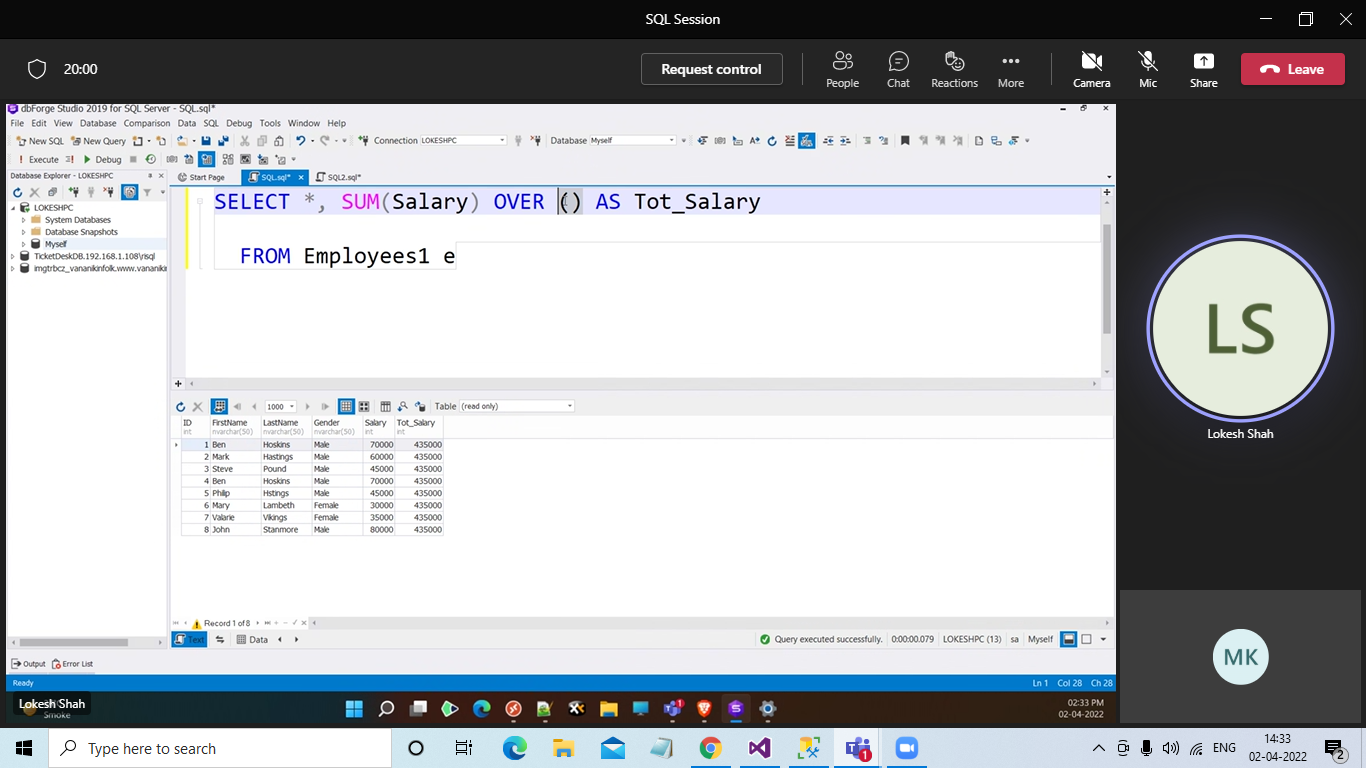 SQL Session
20:00
Request control
People
Chat
Reactions
More
Camera
Mic
Share
Leave
dbForge Studio 2019 for SQL Server - SQL.sql*
File Edit View Database Comparison Data SQL Debug Tools Window Help
New SQL New Query Connection LOKESHPC Database Myself
Execute Debug
Database Explorer - LOKESHPC
Start Page SQL.sql* SQL2.sql*
LOKESHPC
System Databases
Database Snapshots
Myself
TicketDeskDB.192.168.1.108\risql
imgtrbcz_vananikinfolk.www.vananikin
SELECT *, SUM(Salary) OVER () AS Tot_Salary
FROM Employees1 e
1000 Table (read only)
ID FirstName LastName Gender Salary Tot_Salary
int nvarchar(50) nvarchar(50) nvarchar(50) int int
1 Ben Hoskins Male 70000 435000
2 Mark Hastings Male 60000 435000
3 Steve Pound Male 45000 435000
4 Ben Hoskins Male 70000 435000
5 Philip Hstings Male 45000 435000
6 Mary Lambeth Female 30000 435000
7 Valarie Vikings Female 35000 435000
8 John Stanmore Male 80000 435000
Record 1 of 8
Text Data
Query executed successfully. 0:00:00.079 LOKESHPC (13) sa Myself
Output Error List
Ready
Ln 1 Col 28 Ch 28
Lokesh Shah
Smoke
1
02:33 PM
02-04-2022
LS
Lokesh Shah
MK
Type here to search
1
ENG
14:33
02-04-2022
2